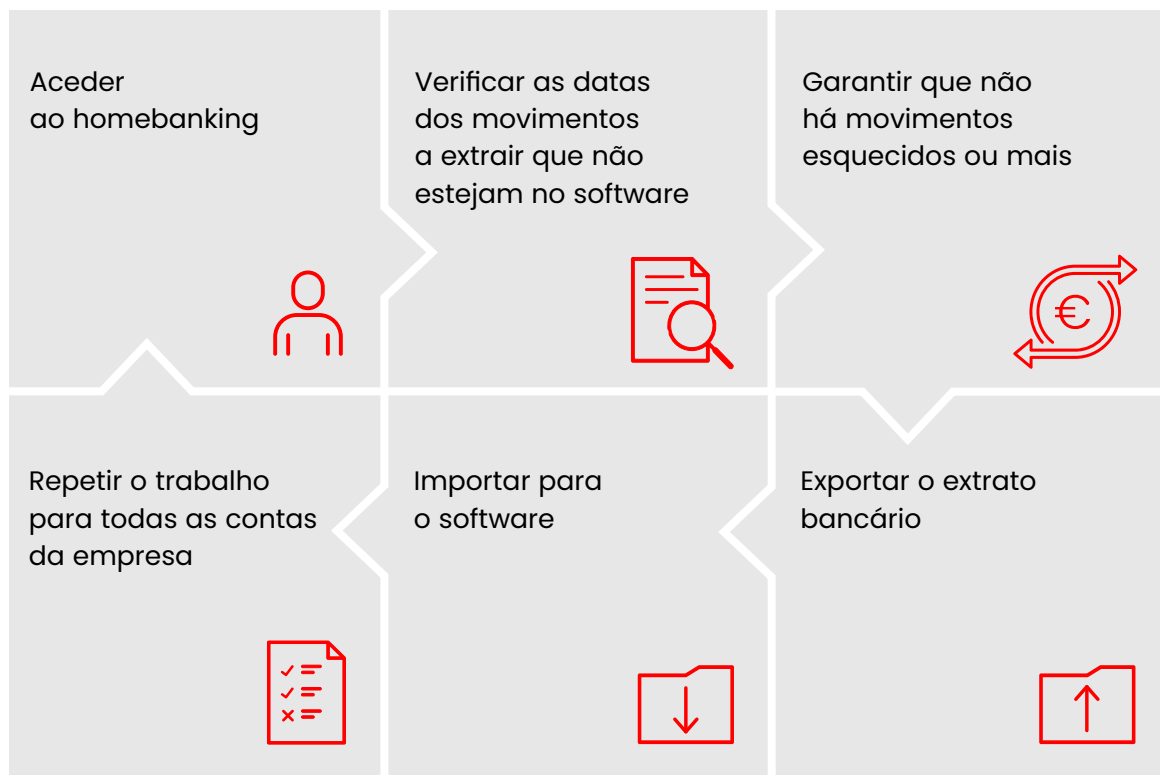 Aceder
ao homebanking
Verificar as datas
dos movimentos
a extrair que não
estejam no software
Garantir que não
há movimentos
esquecidos ou mais
Exportar o extrato
bancário
Importar para
o software
Repetir o trabalho
para todas as contas
da empresa
€